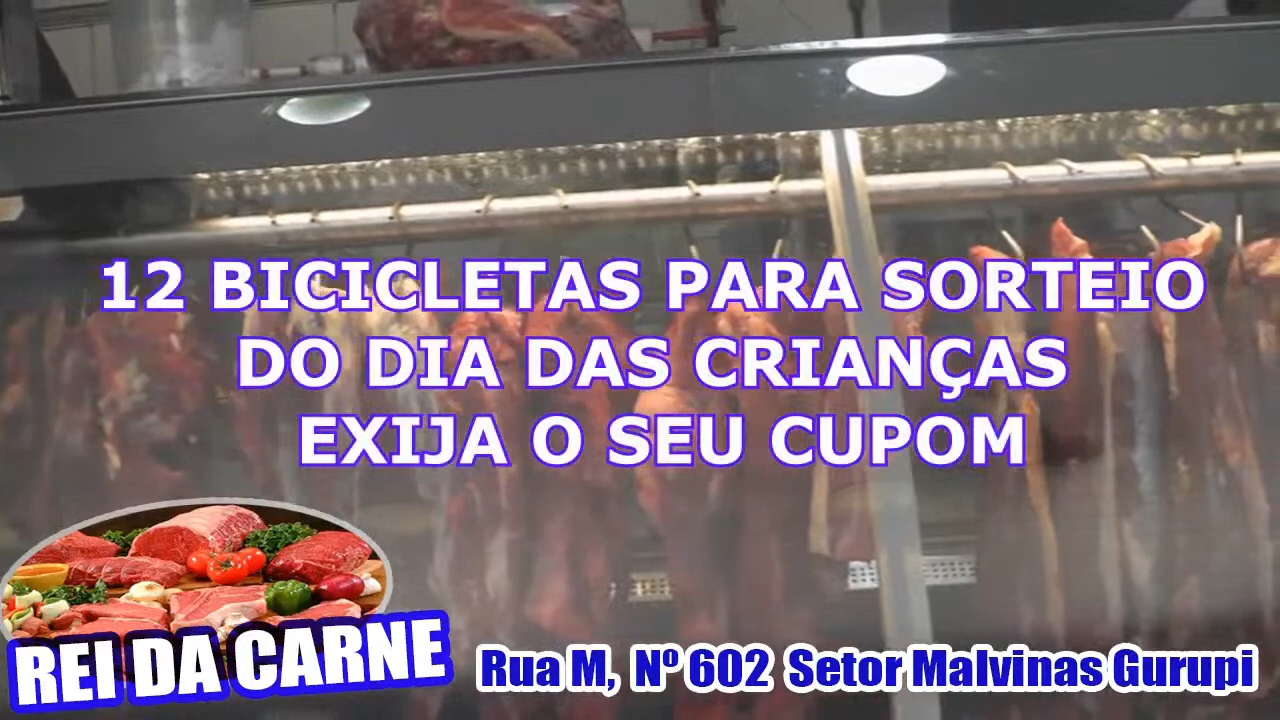 12 BICICLETAS PARA SORTEIO
DO DIA DAS CRIANÇAS
EXIJA O SEU CUPOM
REI DA CARNE
Rua M, Nº 602 Setor Malvinas Gurupi